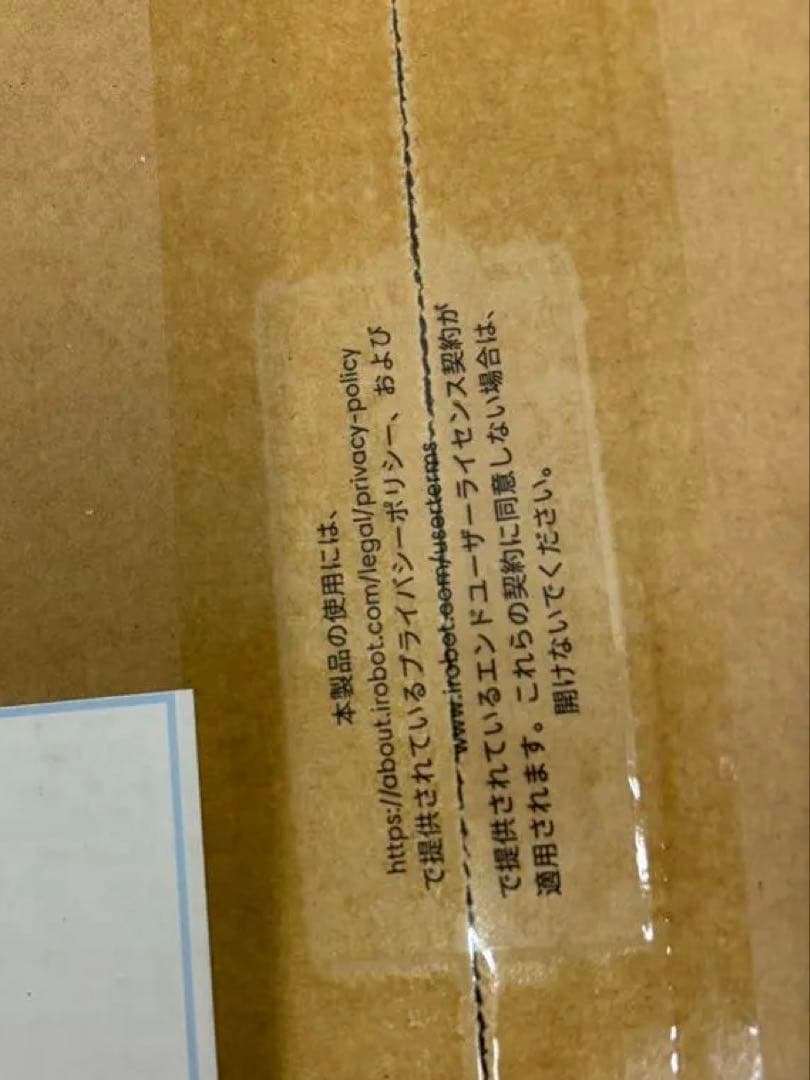 本製品の使用には、
https://about.irobot.com/legal/privacy-policy
で提供されているプライバシーポリシー、および
www.irobot.com/userterms
で提供されているエンドユーザーライセンス契約が
適用されます。これらの契約に同意しない場合は、
開けないでください。